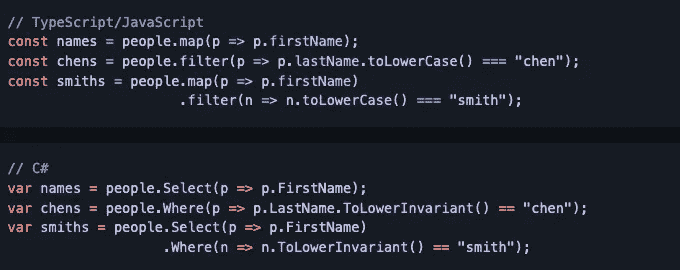 // TypeScript/JavaScript
const names = people.map(p => p.firstName);
const chens = people.filter(p => p.lastName.toLowerCase() === "chen");
const smiths = people.map(p => p.firstName)
                     .filter(n => n.toLowerCase() === "smith");
// C#
var names = people.Select(p => p.FirstName);
var chens = people.Where(p => p.LastName.ToLowerInvariant() == "chen");
var smiths = people.Select(p => p.FirstName)
                   .Where(n => n.ToLowerInvariant() == "smith");